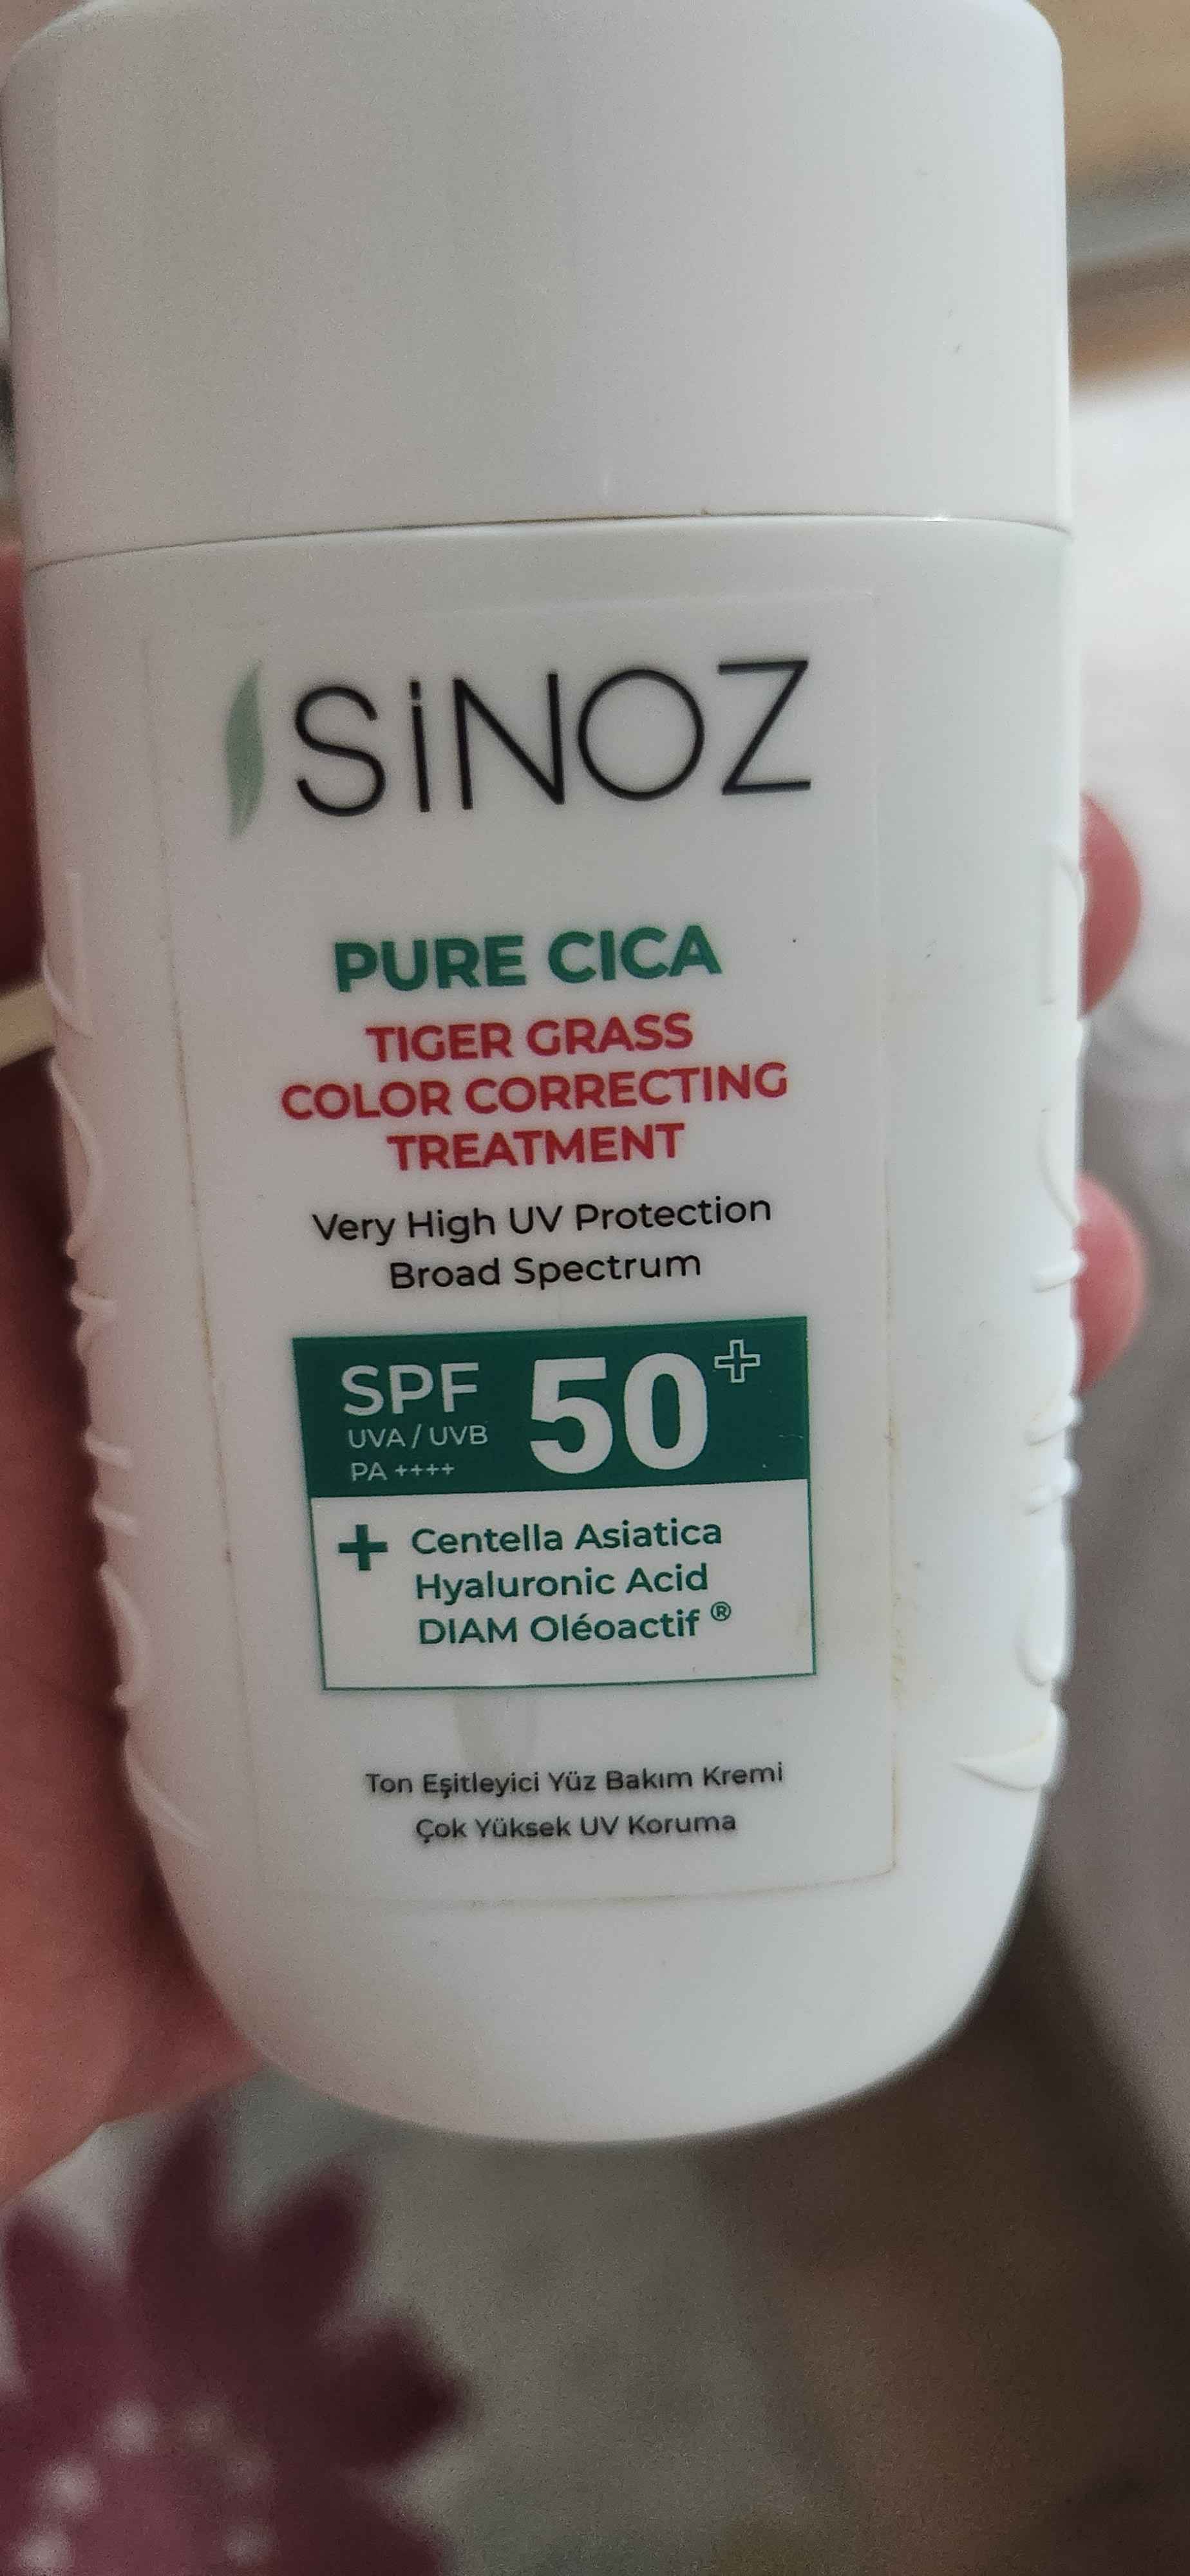 SiNOZ
PURE CICA
TIGER GRASS
COLOR CORRECTING
TREATMENT
Very High UV Protection
Broad Spectrum
SPF 50+
UVA / UVB
PA ++++
+ Centella Asiatica
Hyaluronic Acid
DIAM Oléoactif ®
Ton Eşitleyici Yüz Bakım Kremi
Çok Yüksek UV Koruma